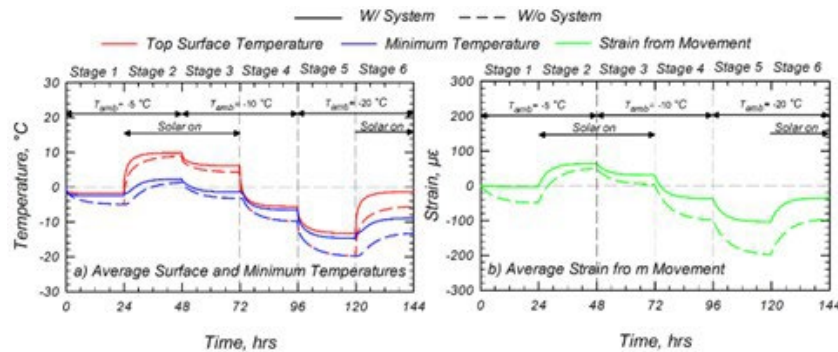 W/ System W/o System
Top Surface Temperature Minimum Temperature Strain from Movement
Stage 1 Stage 2 Stage 3 Stage 4 Stage 5 Stage 6
30
20
10
0
-10
-20
-30
Temperature, °C
Tamb= -5 °C Tamb= -10 °C Tamb= -20 °C
Solar on Solar on
a) Average Surface and Minimum Temperatures
0 24 48 72 96 120 144
Time, hrs
Stage 1 Stage 2 Stage 3 Stage 4 Stage 5 Stage 6
300
200
100
0
-100
-200
-300
Strain, με
Tamb= -5 °C Tamb= -10 °C Tamb= -20 °C
Solar on Solar on
b) Average Strain fro m Movement
0 24 48 72 96 120 144
Time, hrs